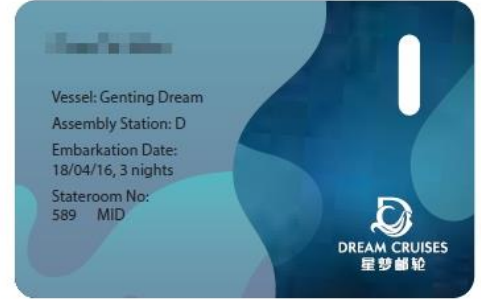 Vessel: Genting Dream
Assembly Station: D
Embarkation Date:
18/04/16, 3 nights
Stateroom No:
589 MID
DREAM CRUISES
星梦邮轮